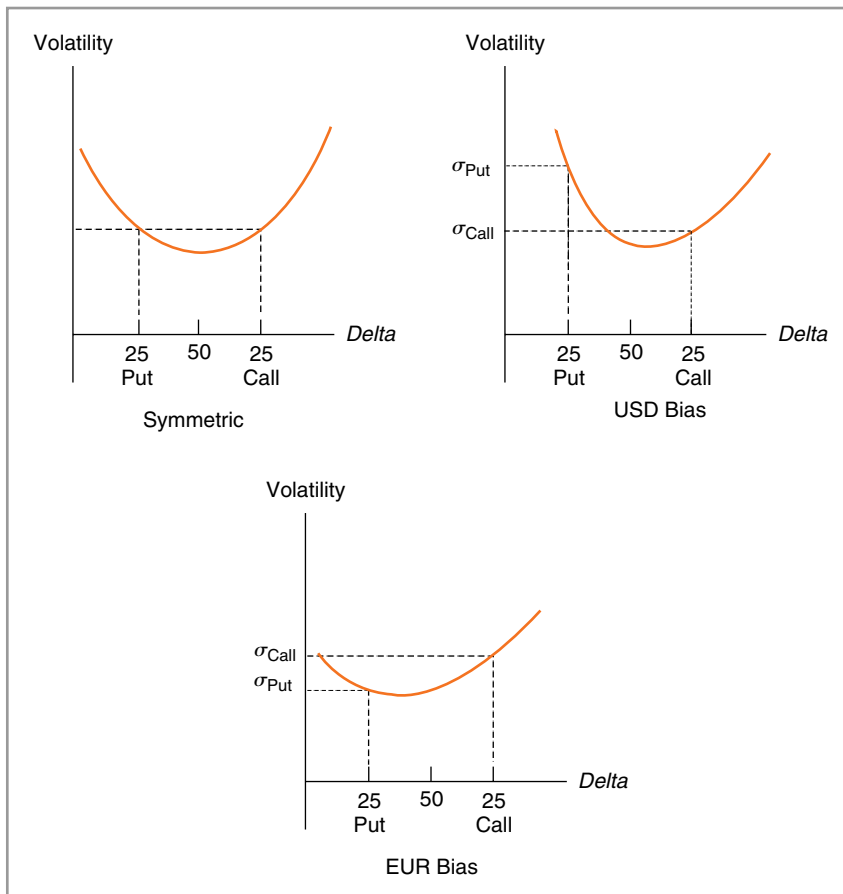 Volatility
Delta
25 50 25
Put Call
Symmetric
Volatility
σPut
σCall
Delta
25 50 25
Put Call
USD Bias
Volatility
σCall
σPut
Delta
25 50 25
Put Call
EUR Bias